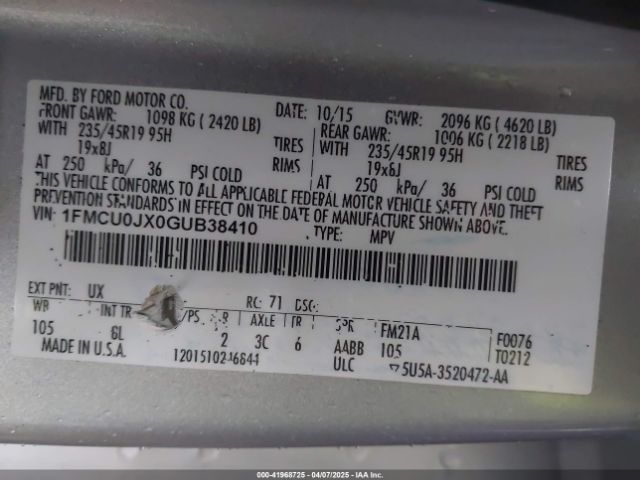 MFD. BY FORD MOTOR CO.
DATE: 10/15 GVWR: 2096 KG ( 4620 LB)
FRONT GAWR: 1098 KG ( 2420 LB)
REAR GAWR: 1006 KG ( 2218 LB)
WITH 235/45R19 95H TIRES
WITH 235/45R19 95H TIRES
19x8J RIMS
19x6J RIMS
AT 250 kPa/ 36 PSI COLD
AT 250 kPa/ 36 PSI COLD
THIS VEHICLE CONFORMS TO ALL APPLICABLE FEDERAL MOTOR VEHICLE SAFETY AND THEFT
PREVENTION STANDARDS IN EFFECT ON THE DATE OF MANUFACTURE SHOWN ABOVE.
VIN: 1FMCU0JX0GUB38410
TYPE: MPV
EXT PNT: UX RC: 71 DSO:
WB INT TR /PS R AXLE TR SPR FM21A F0076
105 6L 2 3C 6 AABB 105 T0212
MADE IN U.S.A. ULC 5U5A-3520472-AA
000-41968725 - 04/07/2025 - IAA